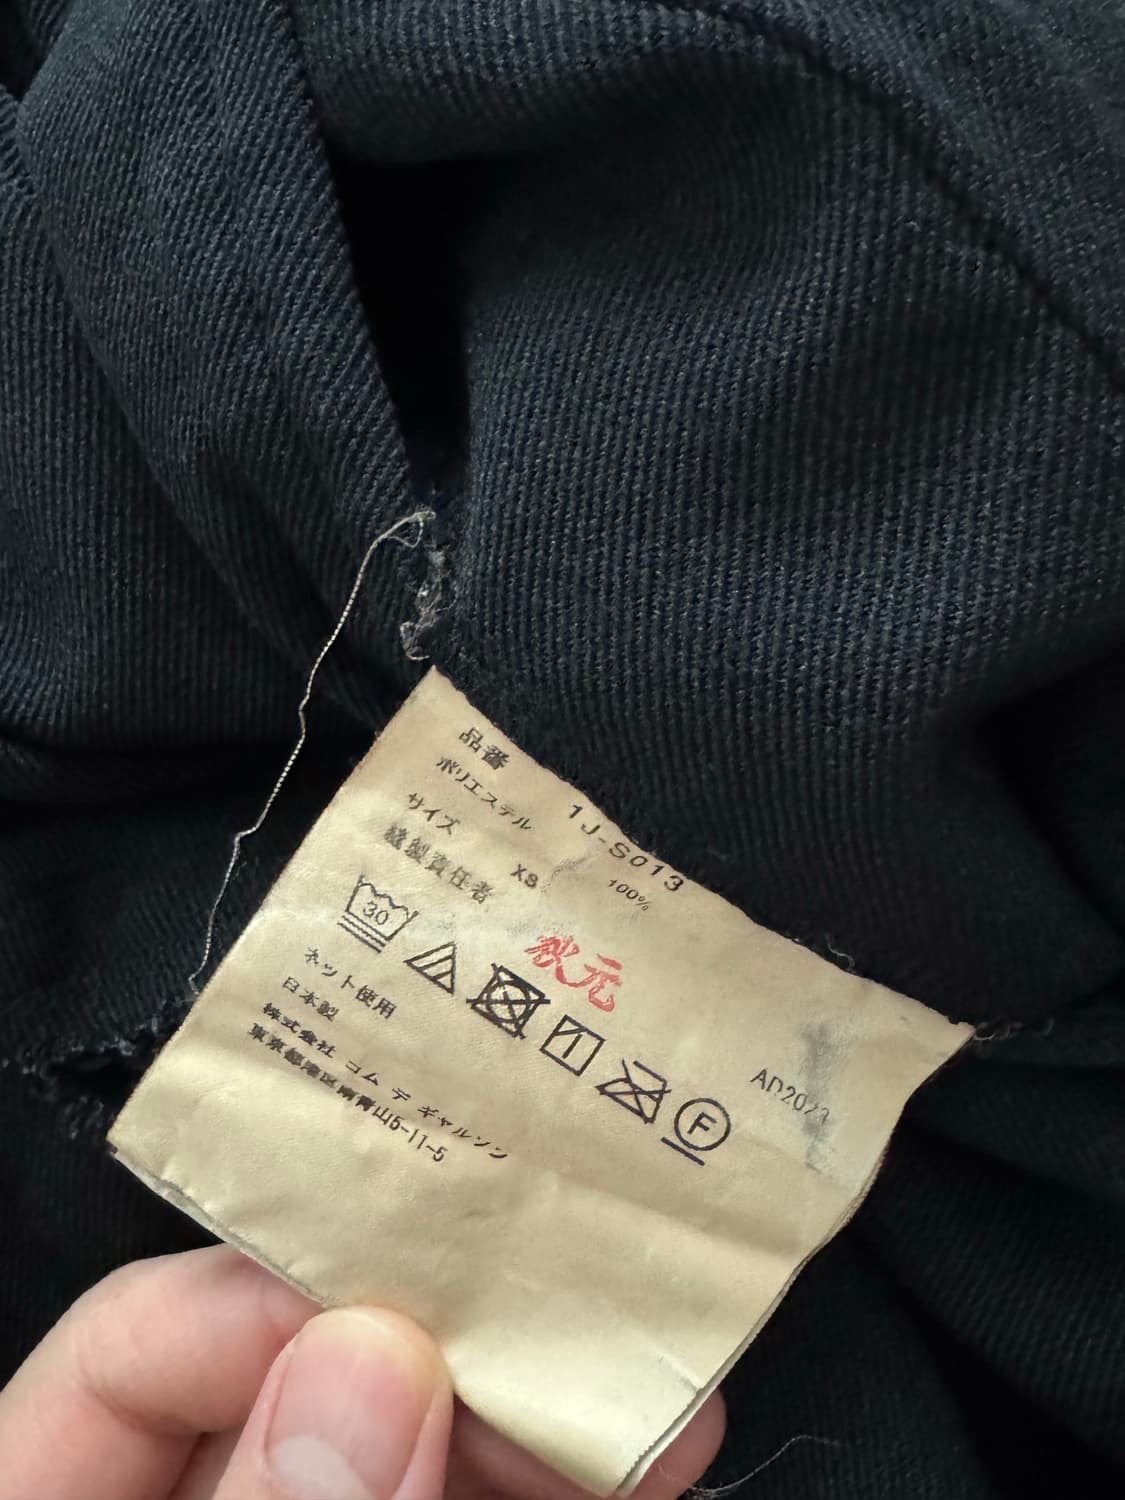 品番 1J-S013
ポリエステル 100%
サイズ XS
縫製責任者 秋元
30
F
ネット使用
日本製
株式会社 コム デ ギャルソン
東京都港区南青山5-11-5